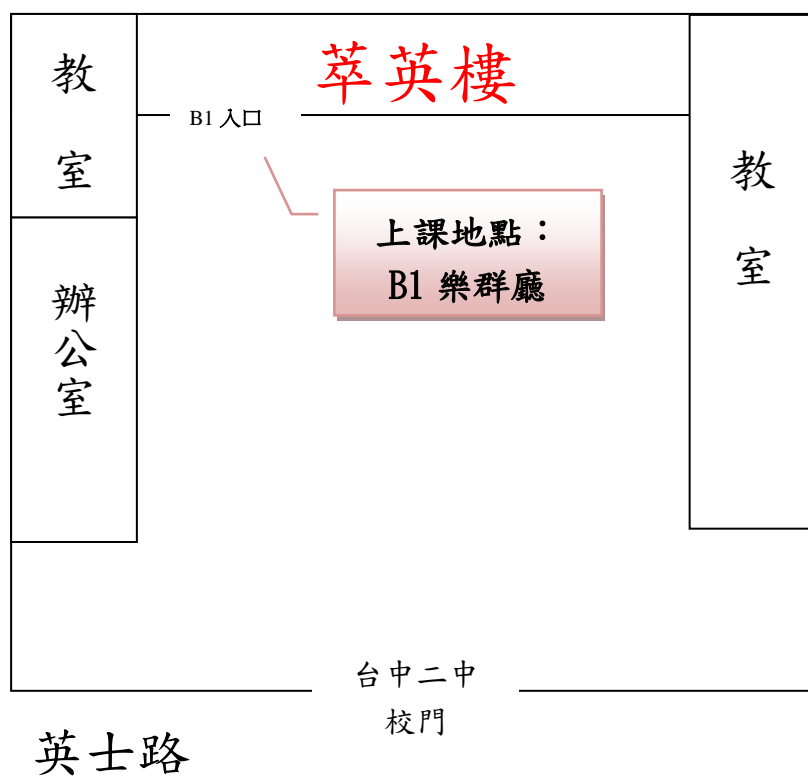 萃英樓
教
室
B1 入口
教
室
上課地點：
B1 樂群廳
辦
公
室
台中二中
校門
英士路